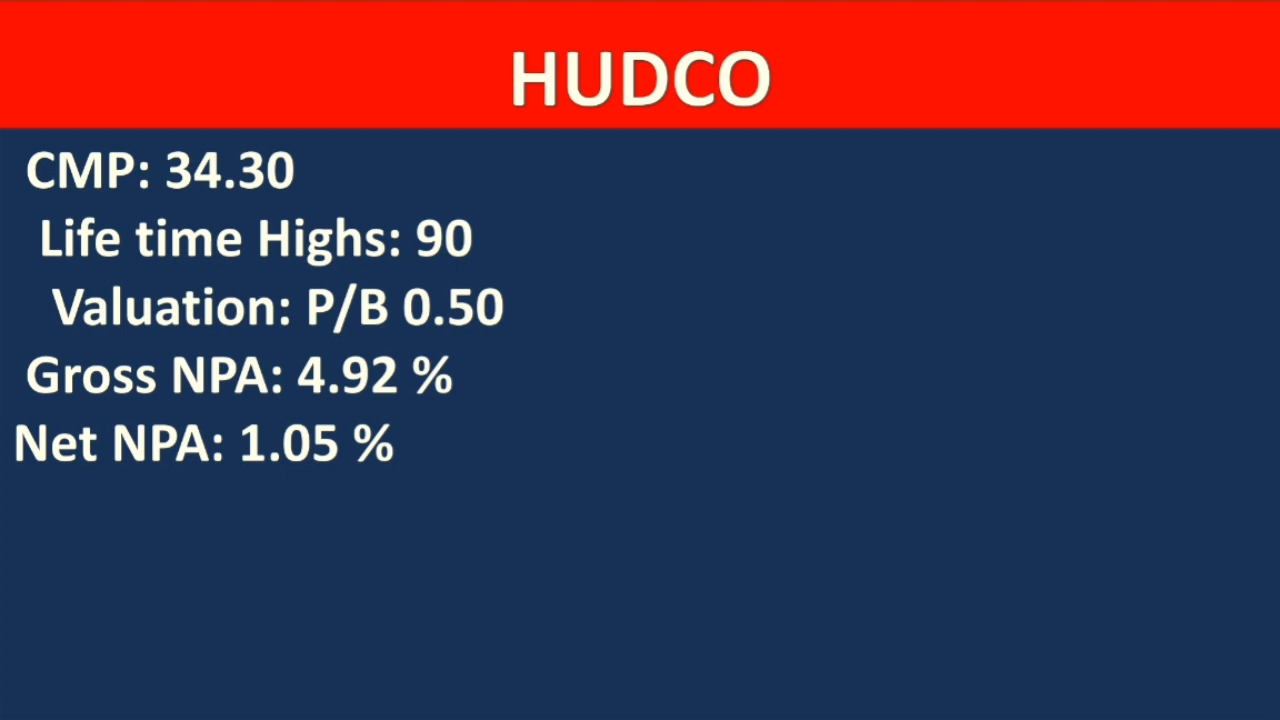 HUDCO
CMP: 34.30
Life time Highs: 90
Valuation: P/B 0.50
Gross NPA: 4.92 %
Net NPA: 1.05 %